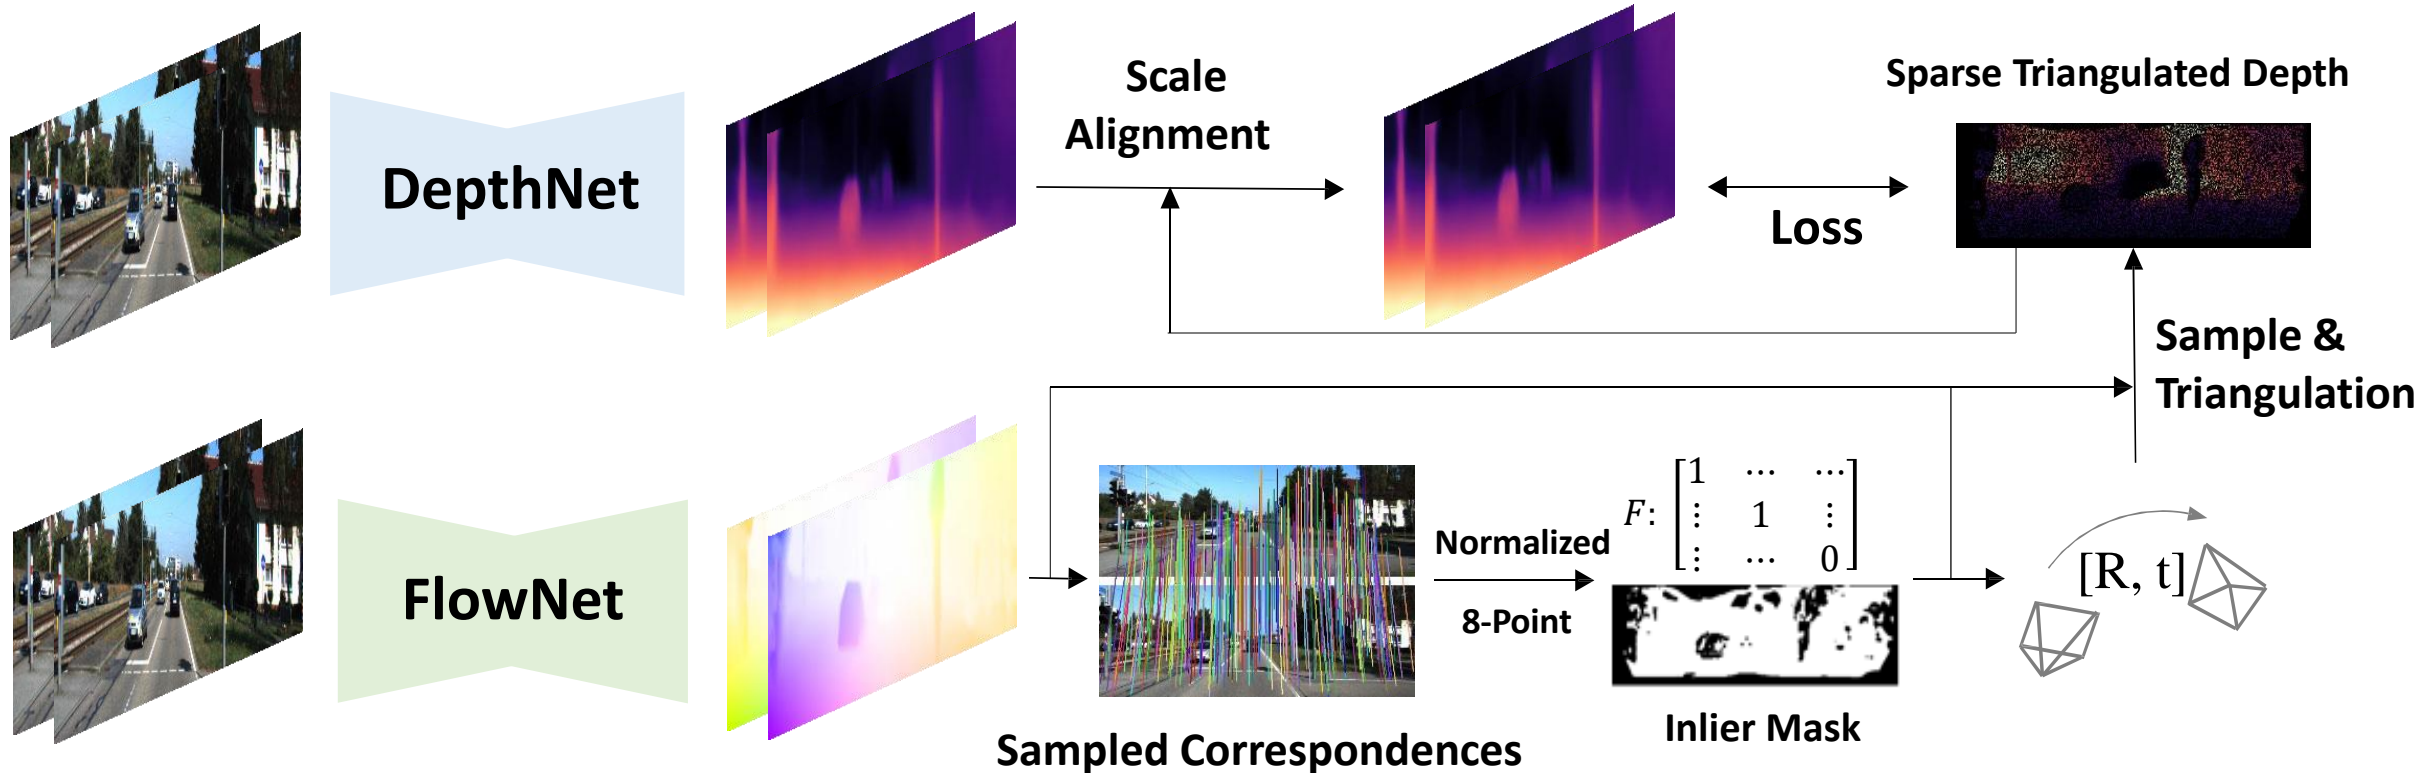 DepthNet
Scale
Alignment
Loss
Sparse Triangulated Depth
Sample &
Triangulation
FlowNet
Sampled Correspondences
Normalized
8-Point
F:
1 ⋯ ⋯
⋮ 1 ⋮
⋮ ⋯ 0
Inlier Mask
[R, t]